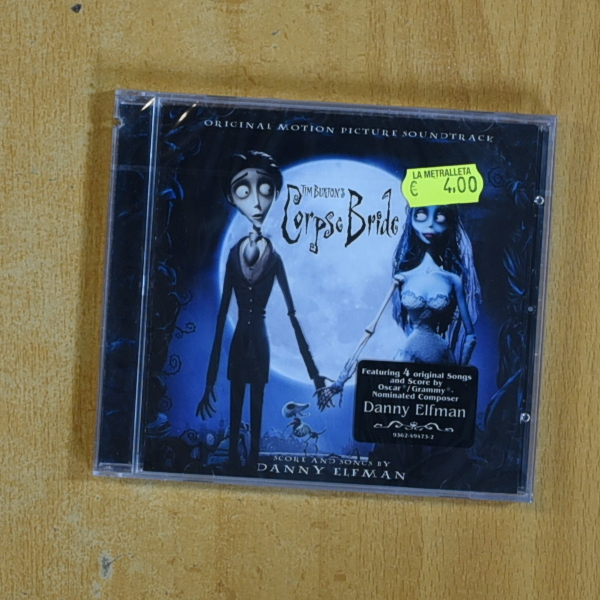 ORIGINAL MOTION PICTURE SOUNDTRACK
LA METRALLETA
€ 4,00
TIM BURTON'S
Corpse Bride
Featuring 4 original Songs
and Score by
Oscar®/Grammy®-
Nominated Composer
Danny Elfman
9362-49473-2
SCORE AND SONGS BY
DANNY ELFMAN